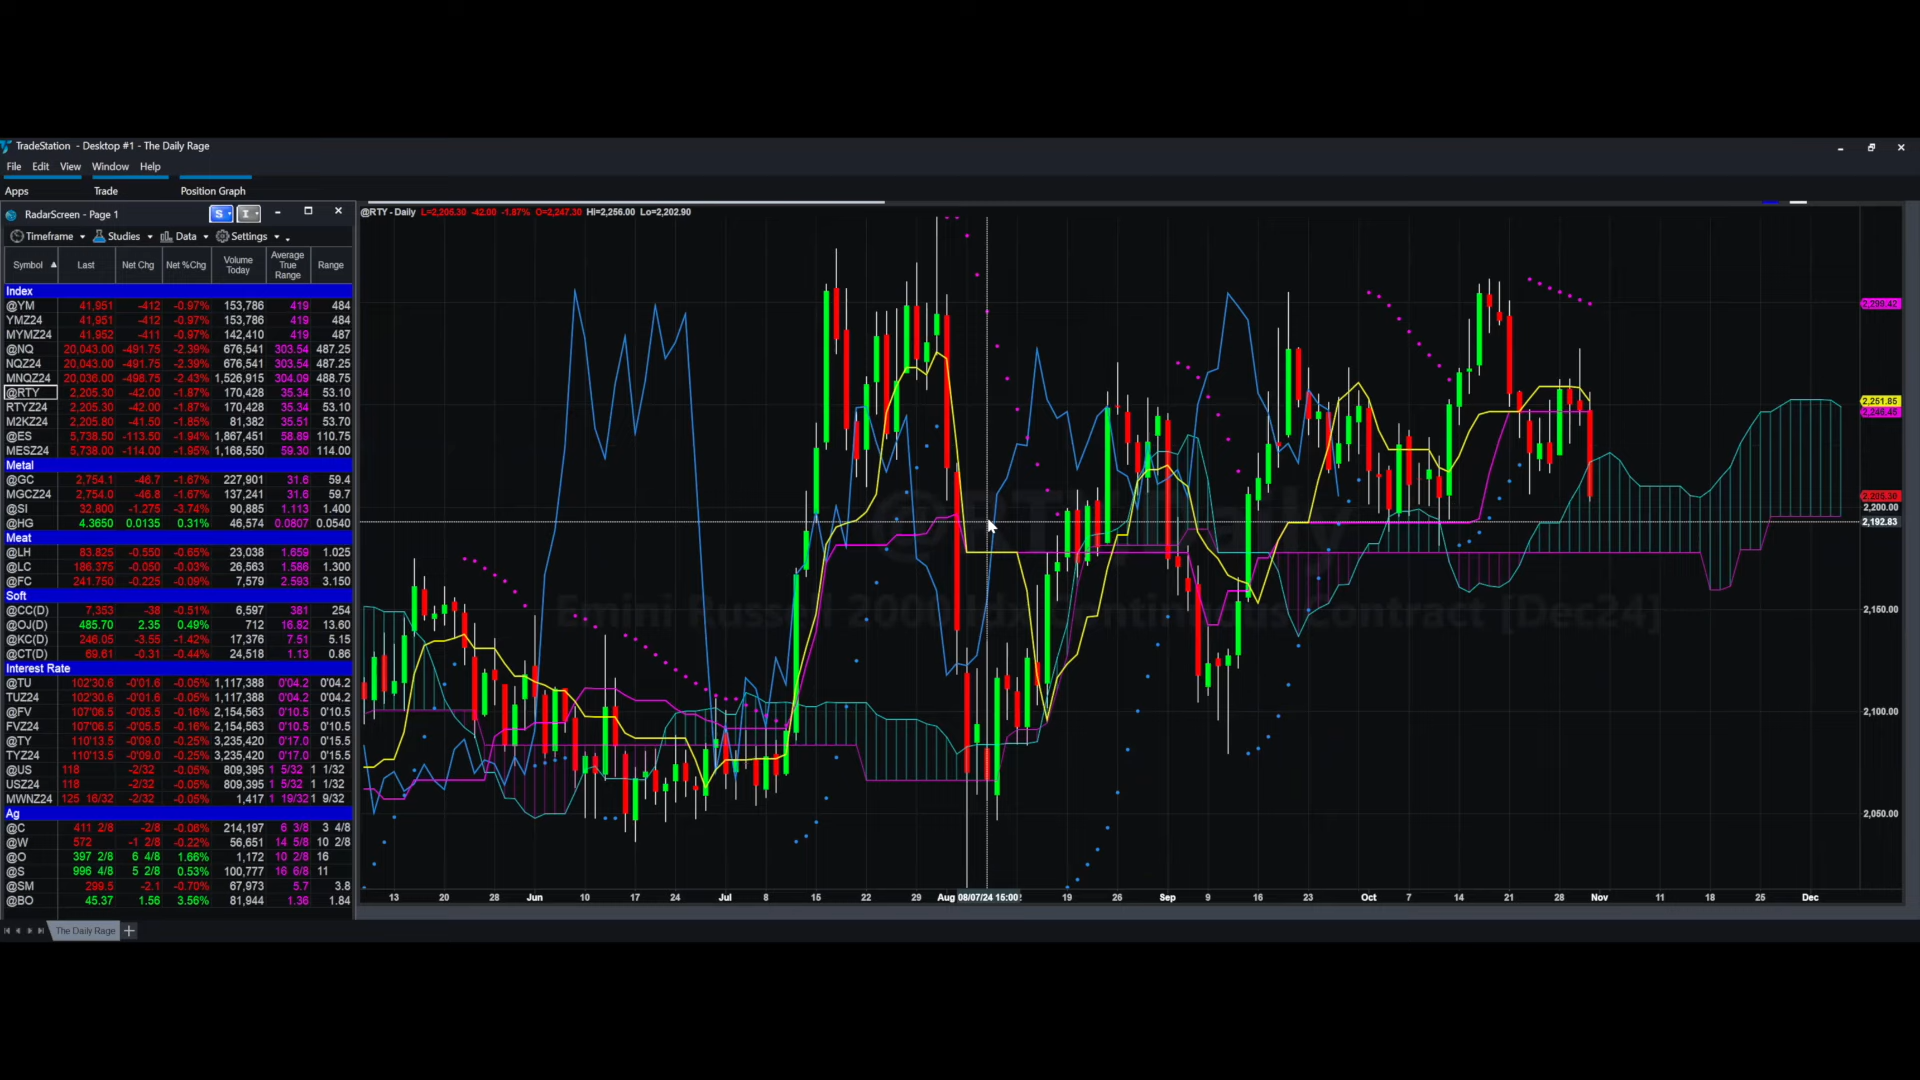 TradeStation - Desktop #1 - The Daily Rage
File Edit View Window Help
Apps Trade Position Graph
RadarScreen - Page 1 S I
Timeframe Studies Data Settings
Symbol Last Net Chg Net %Chg Volume Today Average True Range Range
Index
@YM 41,951 -412 -0.97% 153,786 419 484
YMZ24 41,951 -412 -0.97% 153,786 419 484
MYMZ24 41,952 -411 -0.97% 142,410 419 487
@NQ 20,043.00 -491.75 -2.39% 676,541 303.54 487.25
NQZ24 20,043.00 -491.75 -2.39% 676,541 303.54 487.25
MNQZ24 20,036.00 -498.75 -2.43% 1,526,915 304.09 488.75
@RTY 2,205.30 -42.00 -1.87% 170,428 35.34 53.10
RTYZ24 2,205.30 -42.00 -1.87% 170,428 35.34 53.10
M2KZ24 2,205.80 -41.50 -1.85% 81,382 35.51 53.70
@ES 5,738.50 -113.50 -1.94% 1,867,451 58.89 110.75
MESZ24 5,738.00 -114.00 -1.95% 1,168,550 59.30 114.00
Metal
@GC 2,754.1 -46.7 -1.67% 227,901 31.6 59.4
MGCZ24 2,754.0 -46.8 -1.67% 137,241 31.6 59.7
@SI 32.800 -1.275 -3.74% 90,885 1.113 1.400
@HG 4.3650 0.0135 0.31% 46,574 0.0807 0.0540
Meat
@LH 83.825 -0.550 -0.65% 23,038 1.659 1.025
@LC 186.375 -0.050 -0.03% 26,563 1.586 1.300
@FC 241.750 -0.225 -0.09% 7,579 2.593 3.150
Soft
@CC(D) 7,353 -38 -0.51% 6,597 381 254
@OJ(D) 485.70 2.35 0.49% 712 16.82 13.60
@KC(D) 246.05 -3.55 -1.42% 17,376 7.51 5.15
@CT(D) 69.61 -0.31 -0.44% 24,518 1.13 0.86
Interest Rate
@TU 102'30.6 -0'01.6 -0.05% 1,117,388 0'04.2 0'04.2
TUZ24 102'30.6 -0'01.6 -0.05% 1,117,388 0'04.2 0'04.2
@FV 107'06.5 -0'05.5 -0.16% 2,154,563 0'10.5 0'10.5
FVZ24 107'06.5 -0'05.5 -0.16% 2,154,563 0'10.5 0'10.5
@TY 110'13.5 -0'09.0 -0.25% 3,235,420 0'17.0 0'15.5
TYZ24 110'13.5 -0'09.0 -0.25% 3,235,420 0'17.0 0'15.5
@US 118 -2/32 -0.05% 809,395 1 5/32 1 1/32
USZ24 118 -2/32 -0.05% 809,395 1 5/32 1 1/32
MWNZ24 125 16/32 -2/32 -0.05% 1,417 1 19/32 1 9/32
Ag
@C 411 2/8 -2/8 -0.06% 214,197 6 3/8 3 4/8
@W 572 -1 2/8 -0.22% 56,651 14 5/8 10 2/8
@O 397 2/8 6 4/8 1.66% 1,172 10 2/8 16
@S 996 4/8 5 2/8 0.53% 100,777 16 6/8 11
@SM 299.5 -2.1 -0.70% 67,973 5.7 3.8
@BO 45.37 1.56 3.56% 81,944 1.36 1.84
The Daily Rage
@RTY - Daily L=2,205.30 -42.00 -1.87% O=2,247.30 Hi=2,256.00 Lo=2,202.90
@RTY Daily
Emini Russell 2000 Idx Continuous Contract [Dec24]
2,299.42
2,251.85
2,246.45
2,205.30
2,200.00
2,192.83
2,150.00
2,100.00
2,050.00
13 20 28 Jun 10 17 24 Jul 8 15 22 29 Aug 08/07/24 15:00 19 26 Sep 9 16 23 Oct 7 14 21 28 Nov 11 18 25 Dec